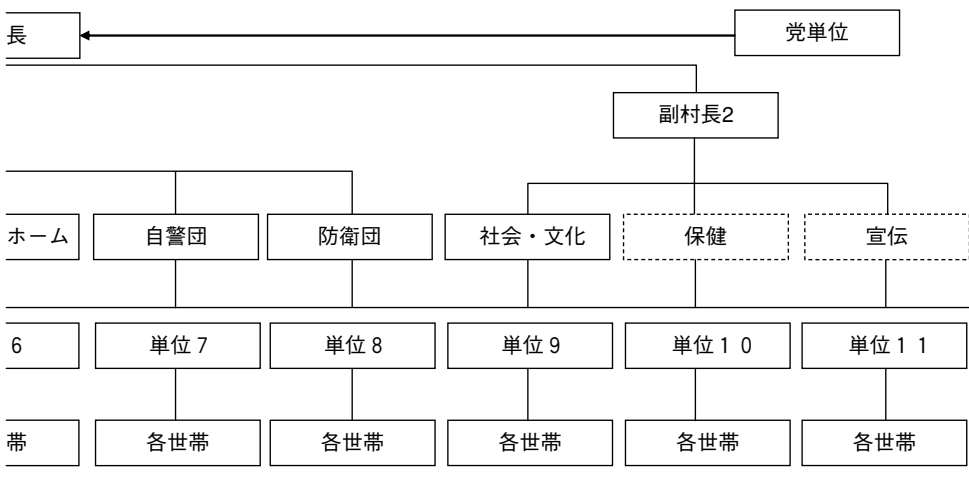 長
党単位
副村長2
ホーム
自警団
防衛団
社会・文化
保健
宣伝
6
単位7
単位8
単位9
単位10
単位11
帯
各世帯
各世帯
各世帯
各世帯
各世帯